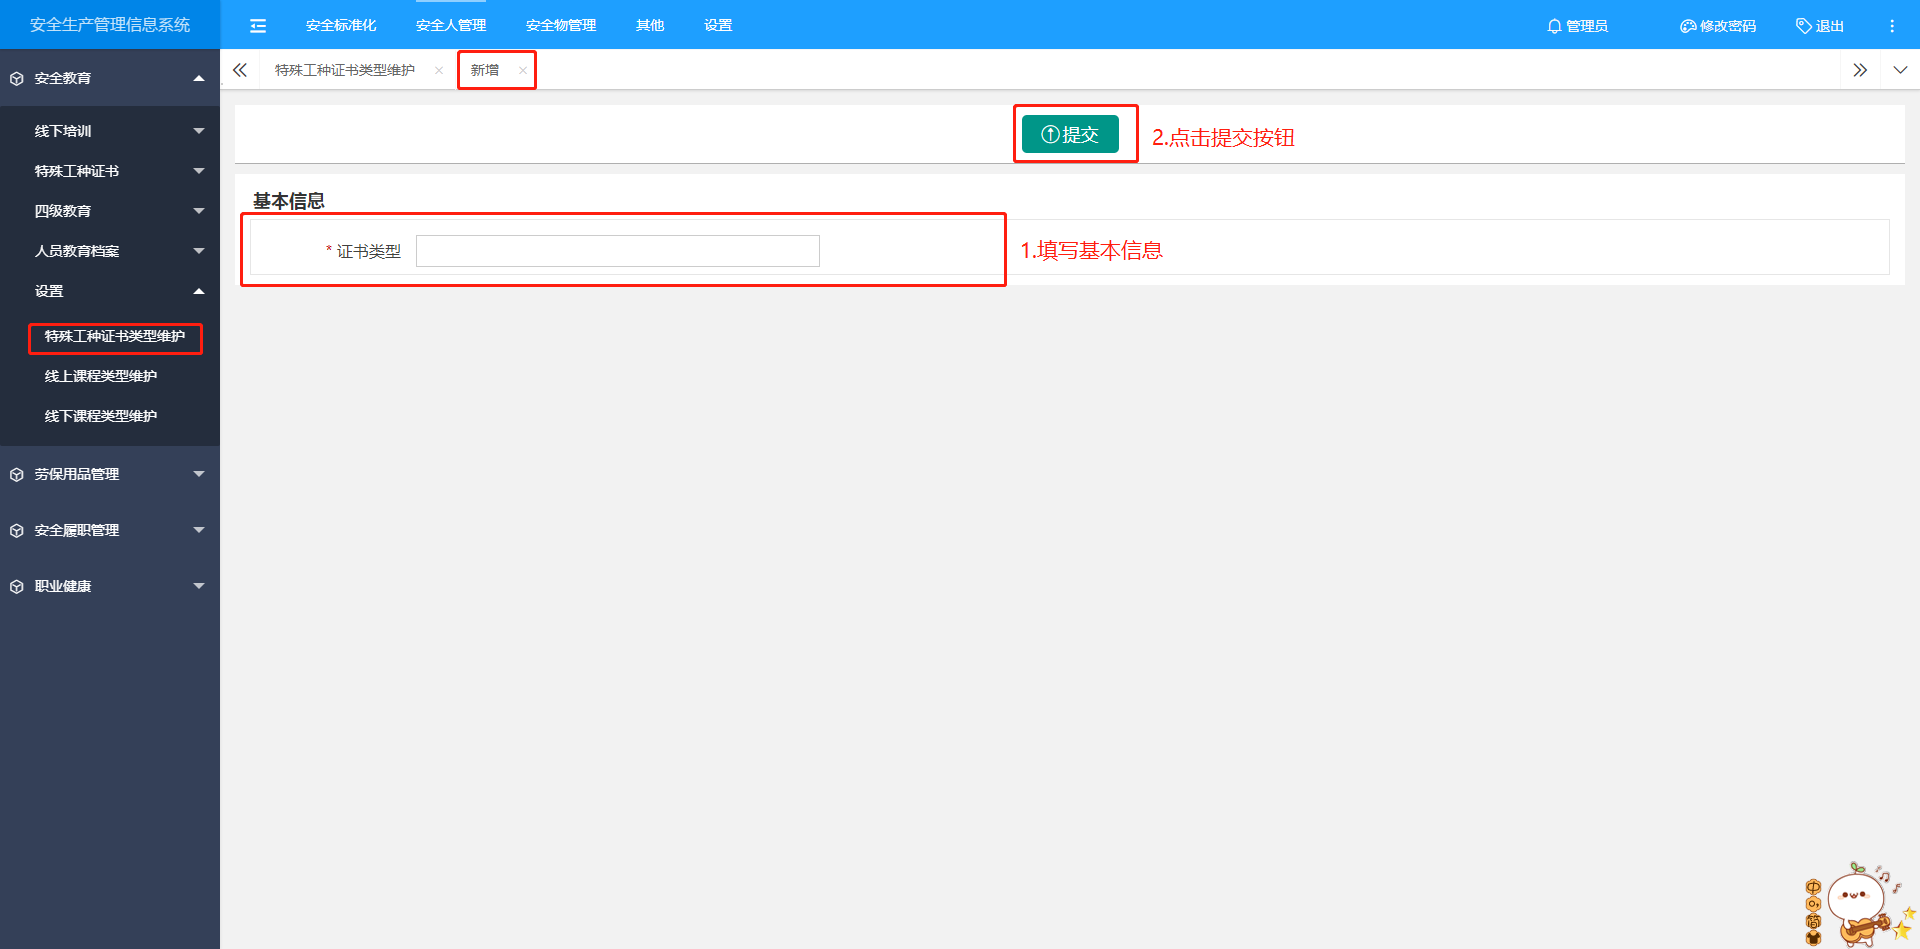 安全生产管理信息系统
安全标准化
安全人管理
安全物管理
其他
设置
管理员
修改密码
退出
特殊工种证书类型维护
新增
安全教育
线下培训
特殊工种证书
四级教育
人员教育档案
设置
特殊工种证书类型维护
线上课程类型维护
线下课程类型维护
劳保用品管理
安全履职管理
职业健康
提交
2.点击提交按钮
基本信息
* 证书类型
1.填写基本信息
中
简